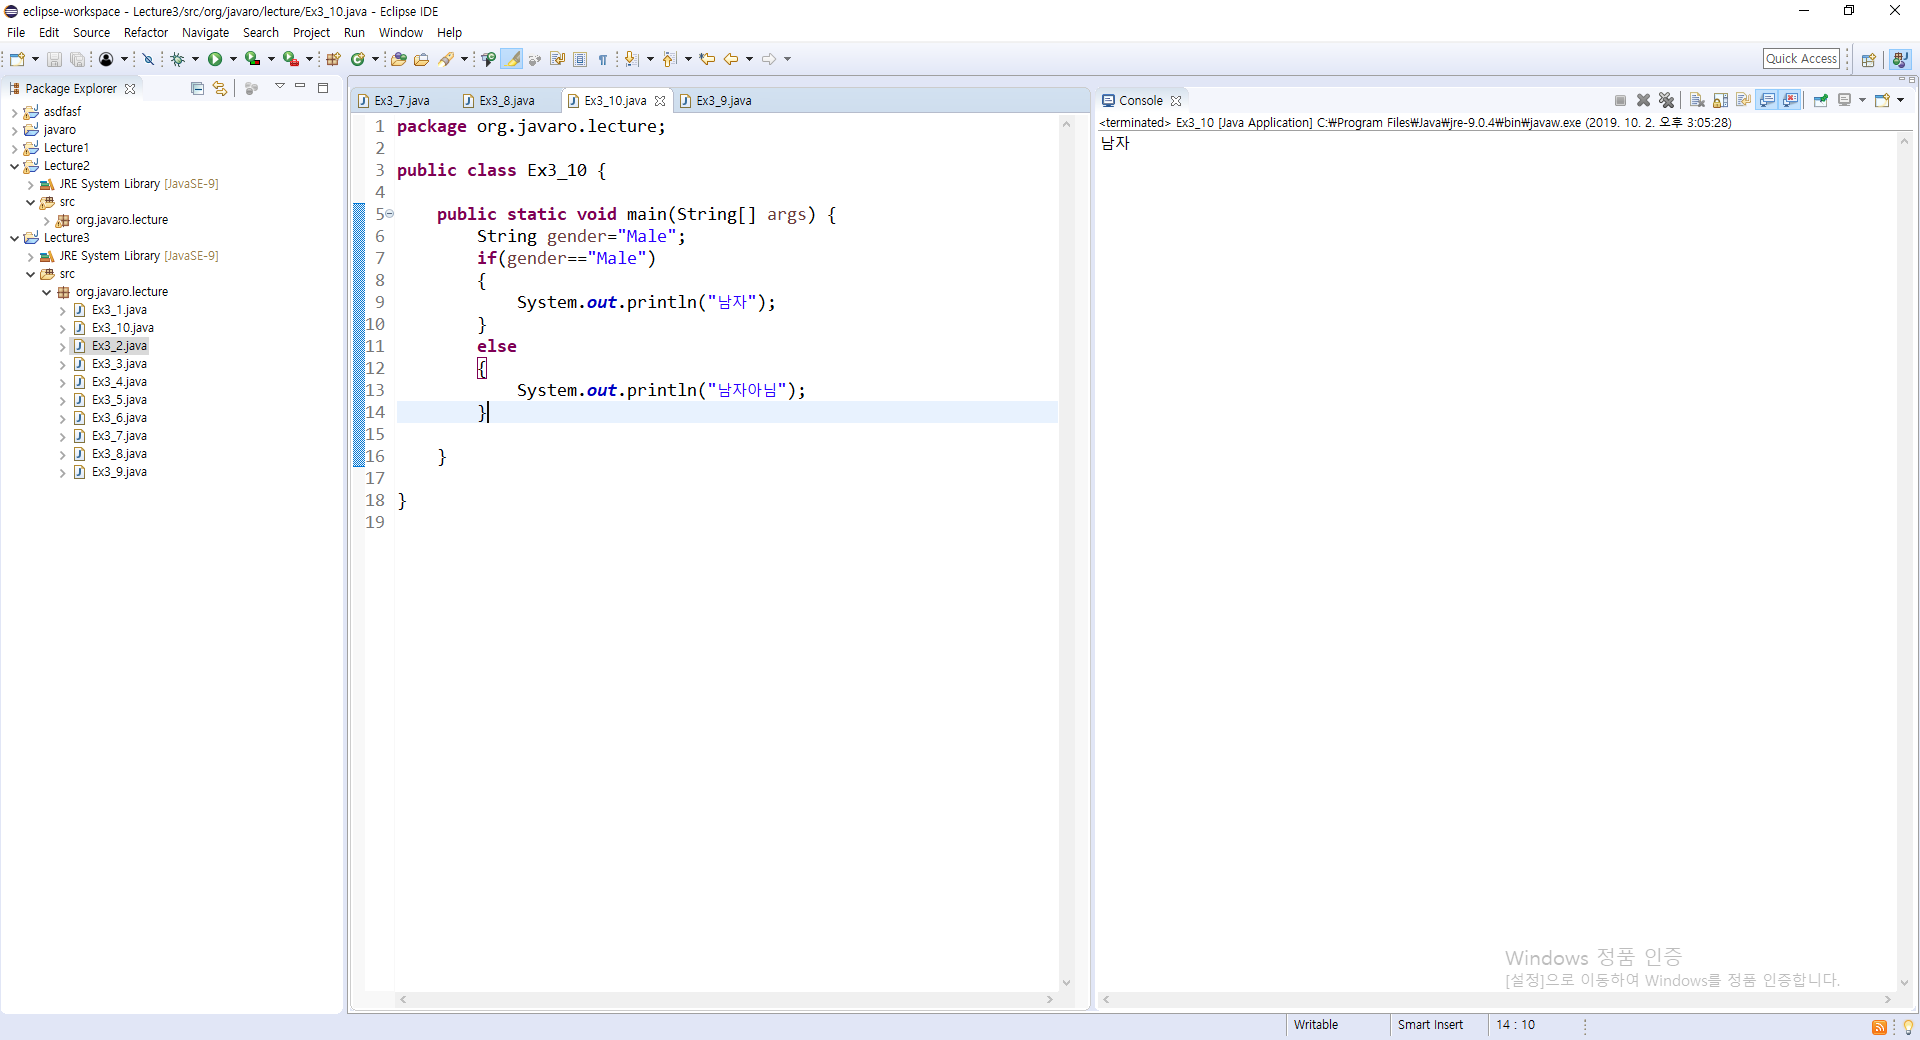 eclipse-workspace - Lecture3/src/org/javaro/lecture/Ex3_10.java - Eclipse IDE
File Edit Source Refactor Navigate Search Project Run Window Help
Quick Access
Package Explorer
asdfasf
javaro
Lecture1
Lecture2
JRE System Library [JavaSE-9]
src
org.javaro.lecture
Lecture3
JRE System Library [JavaSE-9]
src
org.javaro.lecture
Ex3_1.java
Ex3_10.java
Ex3_2.java
Ex3_3.java
Ex3_4.java
Ex3_5.java
Ex3_6.java
Ex3_7.java
Ex3_8.java
Ex3_9.java
Ex3_7.java Ex3_8.java Ex3_10.java Ex3_9.java
1 package org.javaro.lecture;
2
3 public class Ex3_10 {
4
5 public static void main(String[] args) {
6 String gender="Male";
7 if(gender=="Male")
8 {
9 System.out.println("남자");
10 }
11 else
12 {
13 System.out.println("남자아님");
14 }
15
16 }
17
18 }
19
Console
<terminated> Ex3_10 [Java Application] C:₩Program Files₩Java₩jre-9.0.4₩bin₩javaw.exe (2019. 10. 2. 오후 3:05:28)
남자
Windows 정품 인증
[설정]으로 이동하여 Windows를 정품 인증합니다.
Writable Smart Insert 14 : 10